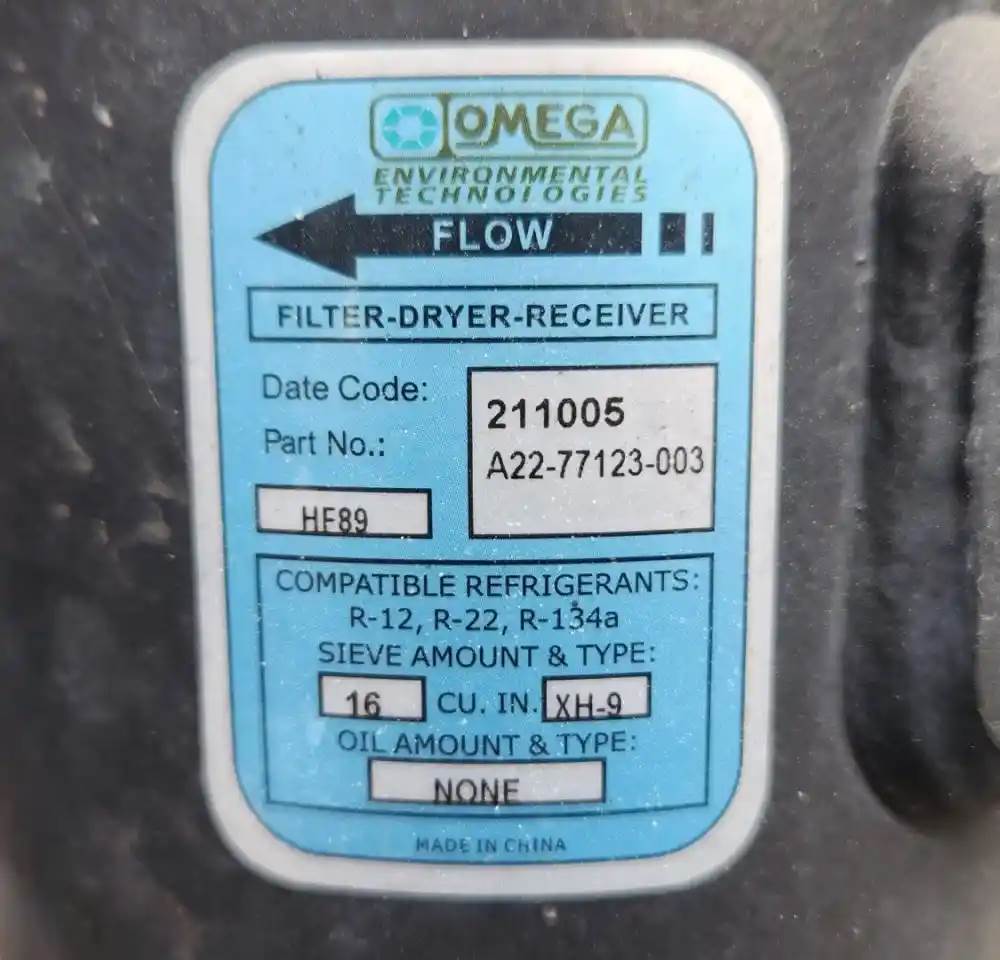 OMEGA
ENVIRONMENTAL
TECHNOLOGIES
FLOW
FILTER-DRYER-RECEIVER
Date Code:
211005
Part No.:
A22-77123-003
HF89
COMPATIBLE REFRIGERANTS:
R-12, R-22, R-134a
SIEVE AMOUNT & TYPE:
16 CU. IN. XH-9
OIL AMOUNT & TYPE:
NONE
MADE IN CHINA